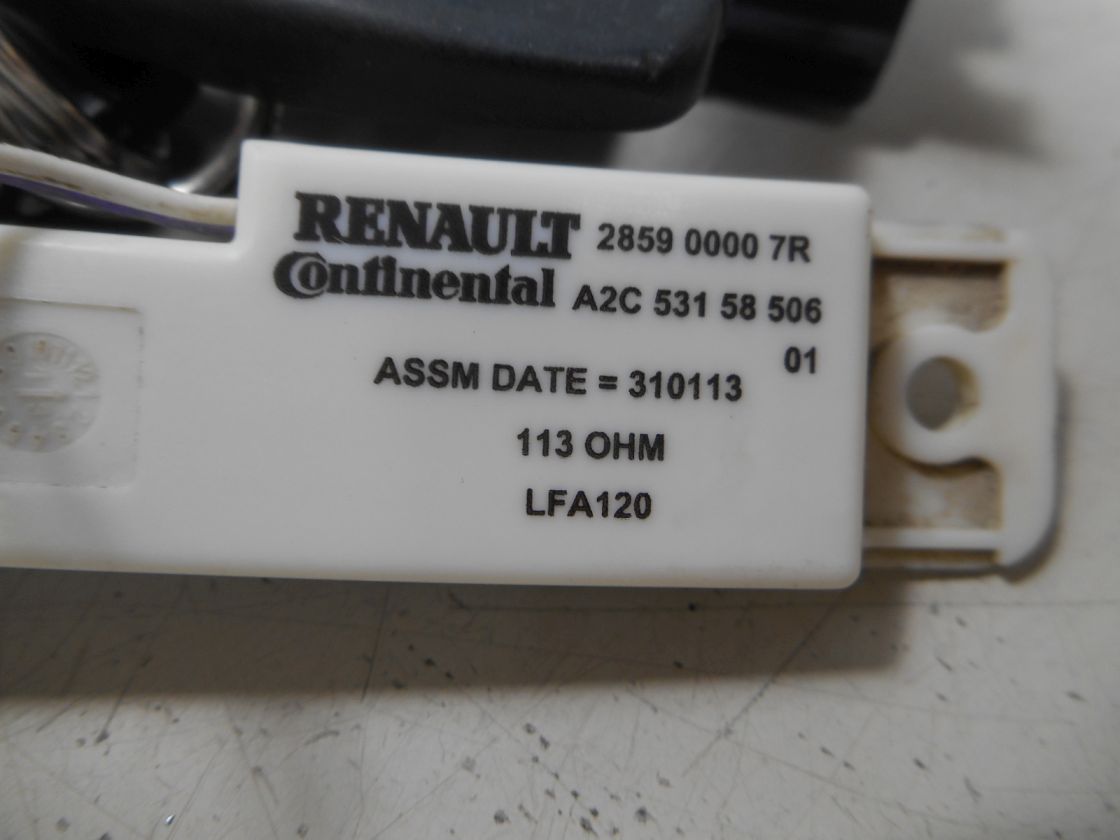 RENAULT 2859 0000 7R
Continental A2C 531 58 506
01
ASSM DATE = 310113
113 OHM
LFA120